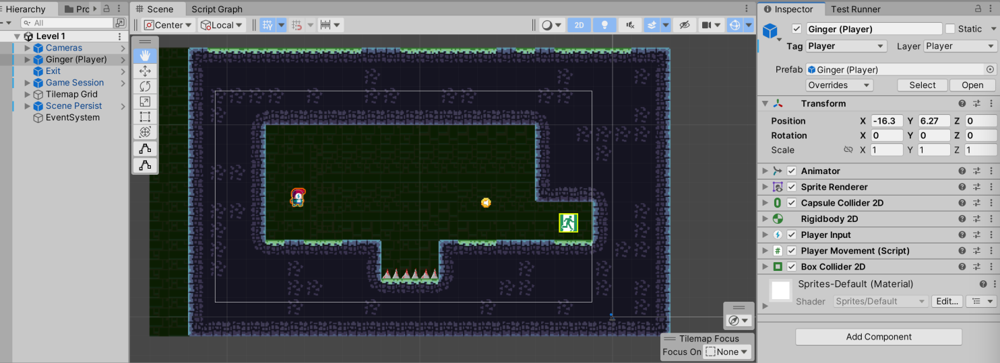 Hierarchy
Pro
All
Level 1
Cameras
Ginger (Player)
Exit
Game Session
Tilemap Grid
Scene Persist
EventSystem
Scene
Script Graph
Center
Local
2D
Tilemap Focus
Focus On
None
Inspector
Test Runner
Ginger (Player)
Static
Tag
Player
Layer
Player
Prefab
Ginger (Player)
Overrides
Select
Open
Transform
Position X -16.3 Y 6.27 Z 0
Rotation X 0 Y 0 Z 0
Scale X 1 Y 1 Z 1
Animator
Sprite Renderer
Capsule Collider 2D
Rigidbody 2D
Player Input
# Player Movement (Script)
Box Collider 2D
Sprites-Default (Material)
Shader Sprites/Default Edit...
Add Component